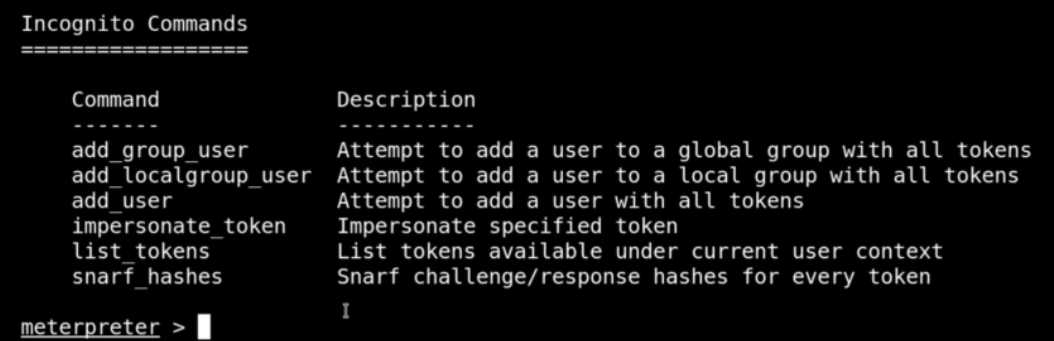 Incognito Commands
==================
Command Description
------- -----------
add_group_user Attempt to add a user to a global group with all tokens
add_localgroup_user Attempt to add a user to a local group with all tokens
add_user Attempt to add a user with all tokens
impersonate_token Impersonate specified token
list_tokens List tokens available under current user context
snarf_hashes Snarf challenge/response hashes for every token
meterpreter >